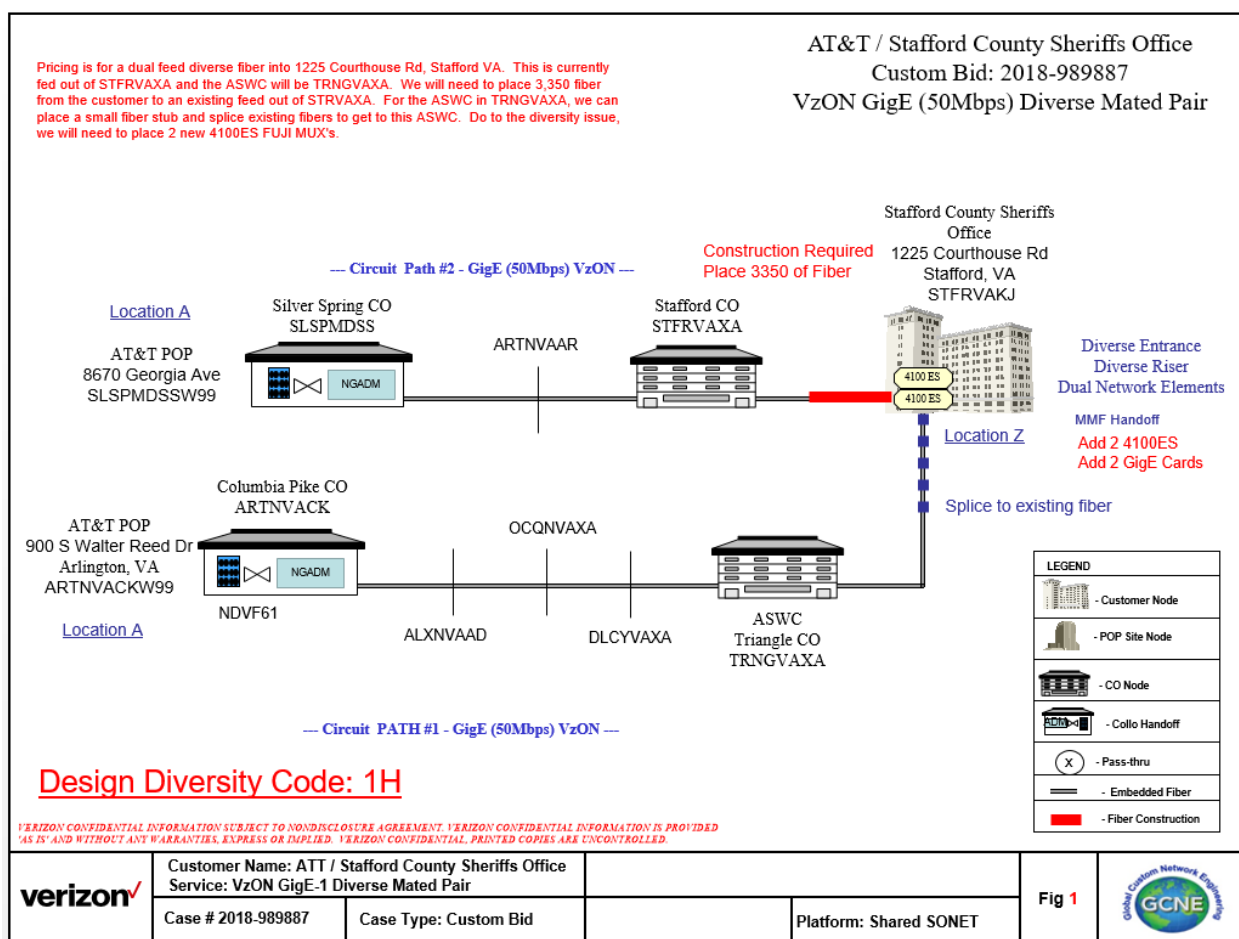 AT&T / Stafford County Sheriffs Office
Custom Bid: 2018-989887
VzON GigE (50Mbps) Diverse Mated Pair
Pricing is for a dual feed diverse fiber into 1225 Courthouse Rd, Stafford VA. This is currently
fed out of STFRVAXA and the ASWC will be TRNGVAXA. We will need to place 3,350 fiber
from the customer to an existing feed out of STRVAXA. For the ASWC in TRNGVAXA, we can
place a small fiber stub and splice existing fibers to get to this ASWC. Do to the diversity issue,
we will need to place 2 new 4100ES FUJI MUX's.
Stafford County Sheriffs
Office
1225 Courthouse Rd
Stafford, VA
STFRVAKJ
Construction Required
Place 3350 of Fiber
--- Circuit Path #2 - GigE (50Mbps) VzON ---
Location A
AT&T POP
8670 Georgia Ave
SLSPMDSSW99
Silver Spring CO
SLSPMDSS
NGADM
ARTNVAAR
Stafford CO
STFRVAXA
4100 ES
4100 ES
Diverse Entrance
Diverse Riser
Dual Network Elements
MMF Handoff
Add 2 4100ES
Add 2 GigE Cards
Location Z
Splice to existing fiber
Columbia Pike CO
ARTNVACK
AT&T POP
900 S Walter Reed Dr
Arlington, VA
ARTNVACKW99
NGADM
NDVF61
Location A
ALXNVAAD
OCQNVAXA
DLCYVAXA
ASWC
Triangle CO
TRNGVAXA
--- Circuit PATH #1 - GigE (50Mbps) VzON ---
LEGEND
- Customer Node
- POP Site Node
- CO Node
ADM
- Collo Handoff
X
- Pass-thru
- Embedded Fiber
- Fiber Construction
Design Diversity Code: 1H
VERIZON CONFIDENTIAL INFORMATION SUBJECT TO NONDISCLOSURE AGREEMENT. VERIZON CONFIDENTIAL INFORMATION IS PROVIDED
'AS IS' AND WITHOUT ANY WARRANTIES, EXPRESS OR IMPLIED. VERIZON CONFIDENTIAL, PRINTED COPIES ARE UNCONTROLLED.
verizon
Customer Name: ATT / Stafford County Sheriffs Office
Service: VzON GigE-1 Diverse Mated Pair
Case # 2018-989887
Case Type: Custom Bid
Platform: Shared SONET
Fig 1
Global Custom Network Engineering
GCNE